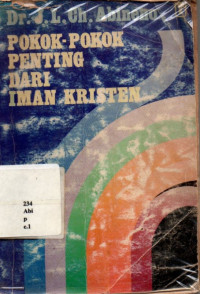 Dr. J. L. Ch. Abineno
POKOK-POKOK
PENTING
DARI
IMAN KRISTEN
234
Abi
p
c.1